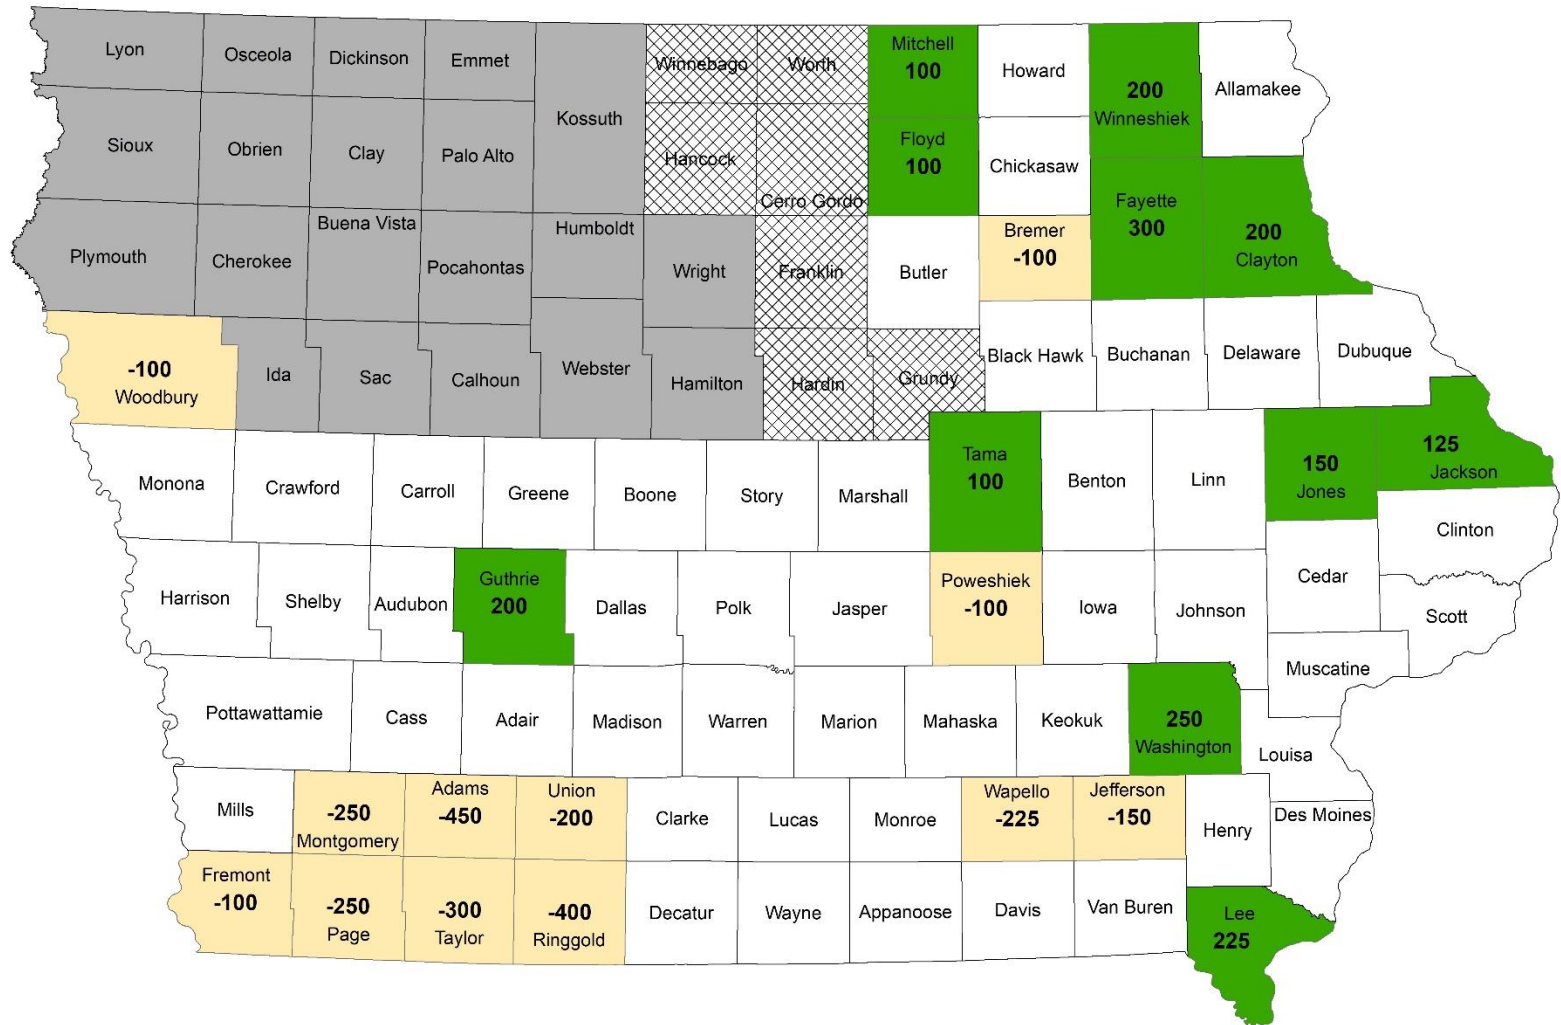 Lyon
Osceola
Dickinson
Emmet
Kossuth
Winnebago
Worth
Mitchell
100
Howard
200
Winneshiek
Allamakee
Sioux
Obrien
Clay
Palo Alto
Hancock
Cerro Gordo
Floyd
100
Chickasaw
Plymouth
Cherokee
Buena Vista
Pocahontas
Humboldt
Wright
Franklin
Butler
Bremer
-100
Fayette
300
200
Clayton
-100
Woodbury
Ida
Sac
Calhoun
Webster
Hamilton
Hardin
Grundy
Black Hawk
Buchanan
Delaware
Dubuque
Monona
Crawford
Carroll
Greene
Boone
Story
Marshall
Tama
100
Benton
Linn
150
Jones
125
Jackson
Clinton
Harrison
Shelby
Audubon
Guthrie
200
Dallas
Polk
Jasper
Poweshiek
-100
Iowa
Johnson
Cedar
Scott
Muscatine
Pottawattamie
Cass
Adair
Madison
Warren
Marion
Mahaska
Keokuk
250
Washington
Louisa
Mills
-250
Montgomery
Adams
-450
Union
-200
Clarke
Lucas
Monroe
Wapello
-225
Jefferson
-150
Henry
Des Moines
Fremont
-100
-250
Page
-300
Taylor
-400
Ringgold
Decatur
Wayne
Appanoose
Davis
Van Buren
Lee
225